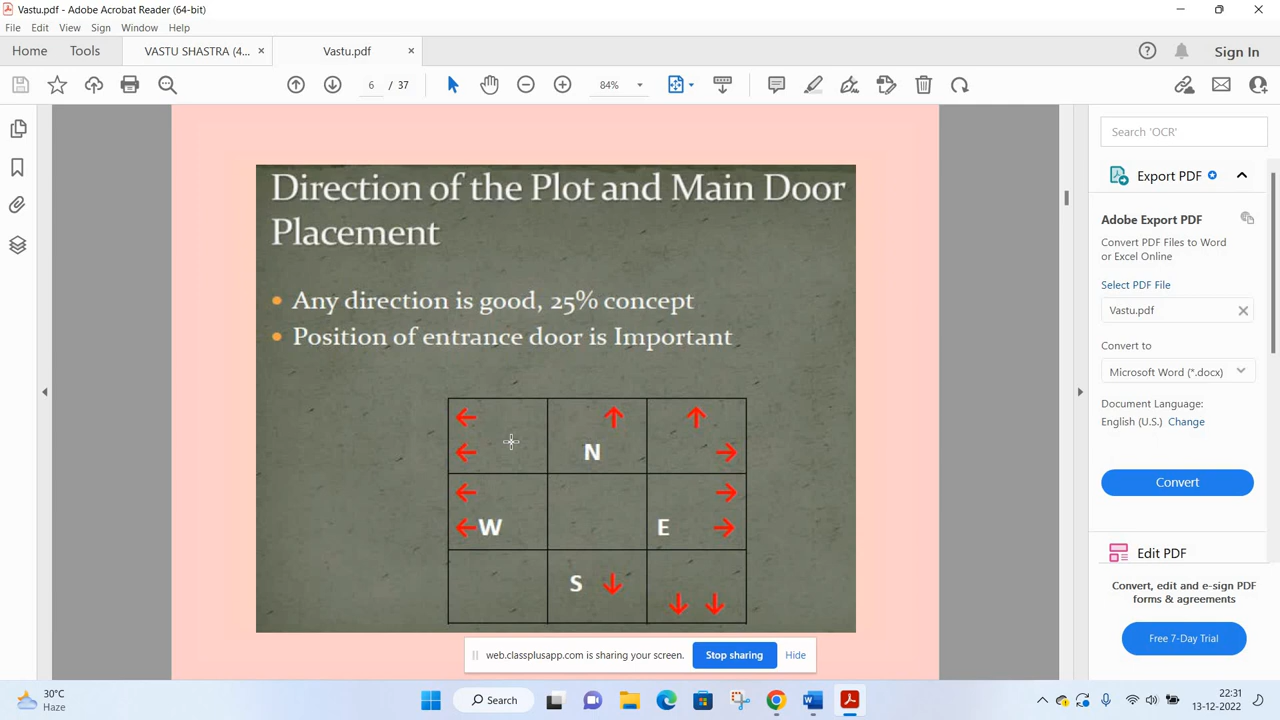 Vastu.pdf - Adobe Acrobat Reader (64-bit)
File Edit View Sign Window Help
Home Tools VASTU SHASTRA (4... × Vastu.pdf × Sign In
6 / 37 84%
Search 'OCR'
Export PDF
Adobe Export PDF
Convert PDF Files to Word
or Excel Online
Select PDF File
Vastu.pdf
Convert to
Microsoft Word (*.docx)
Document Language:
English (U.S.) Change
Convert
Edit PDF
Convert, edit and e-sign PDF
forms & agreements
Free 7-Day Trial
Direction of the Plot and Main Door
Placement
• Any direction is good, 25% concept
• Position of entrance door is Important
N
W E
S
web.classplusapp.com is sharing your screen. Stop sharing Hide
30°C
Haze
Search
22:31
13-12-2022